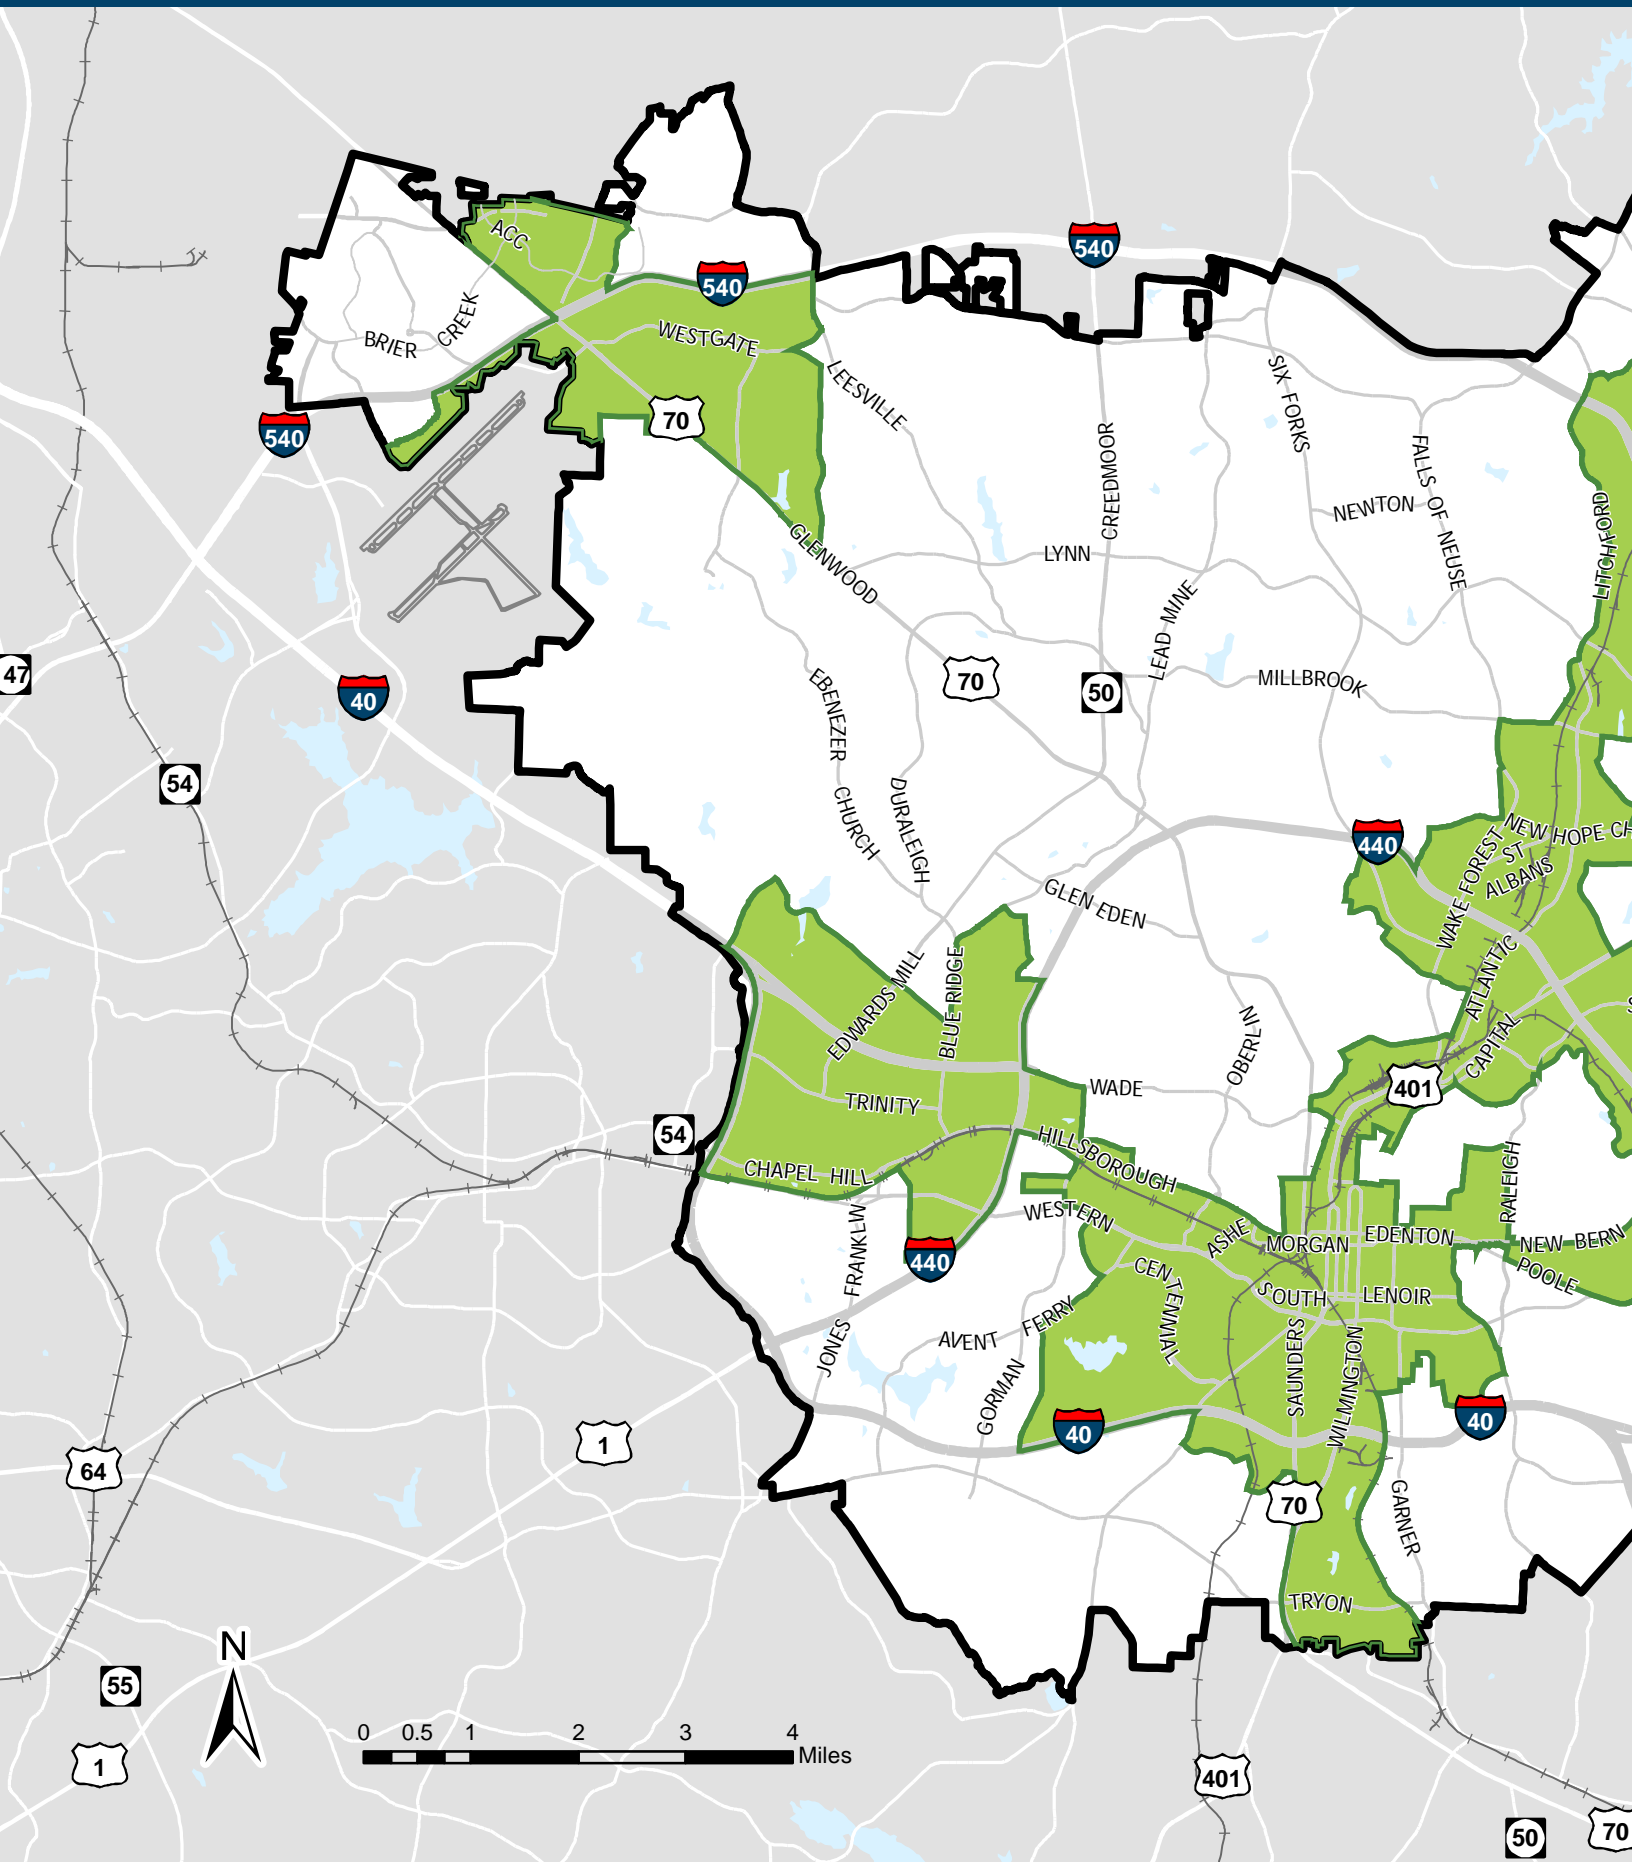 540
ACC
540
WESTGATE
BRIER
CREEK
LEESVILLE
SIX FORKS
70
540
FALLS OF NEUSE
CREEDMOOR
NEWTON
LITCHFORD
GLENWOOD
LYNN
LEAD MINE
47
40
70
50
MILLBROOK
EBENEZER
CHURCH
54
DURALEIGH
440
NEW HOPE CH
WAKE FOREST
ST
ALBANS
GLEN EDEN
EDWARDS MILL
BLUE RIDGE
ATLANTIC
CAPITAL
OBERLIN
401
WADE
TRINITY
54
HILLSBOROUGH
CHAPEL HILL
RALEIGH
WESTERN
ASHE
MORGAN
EDENTON
NEW BERN
FRANKLIN
440
CENTENNIAL
POOLE
SOUTH
LENOIR
AVENT
FERRY
JONES
GORMAN
SAUNDERS
WILMINGTON
40
40
1
64
70
GARNER
TRYON
N
55
0 0.5 1 2 3 4
Miles
1
401
50
70